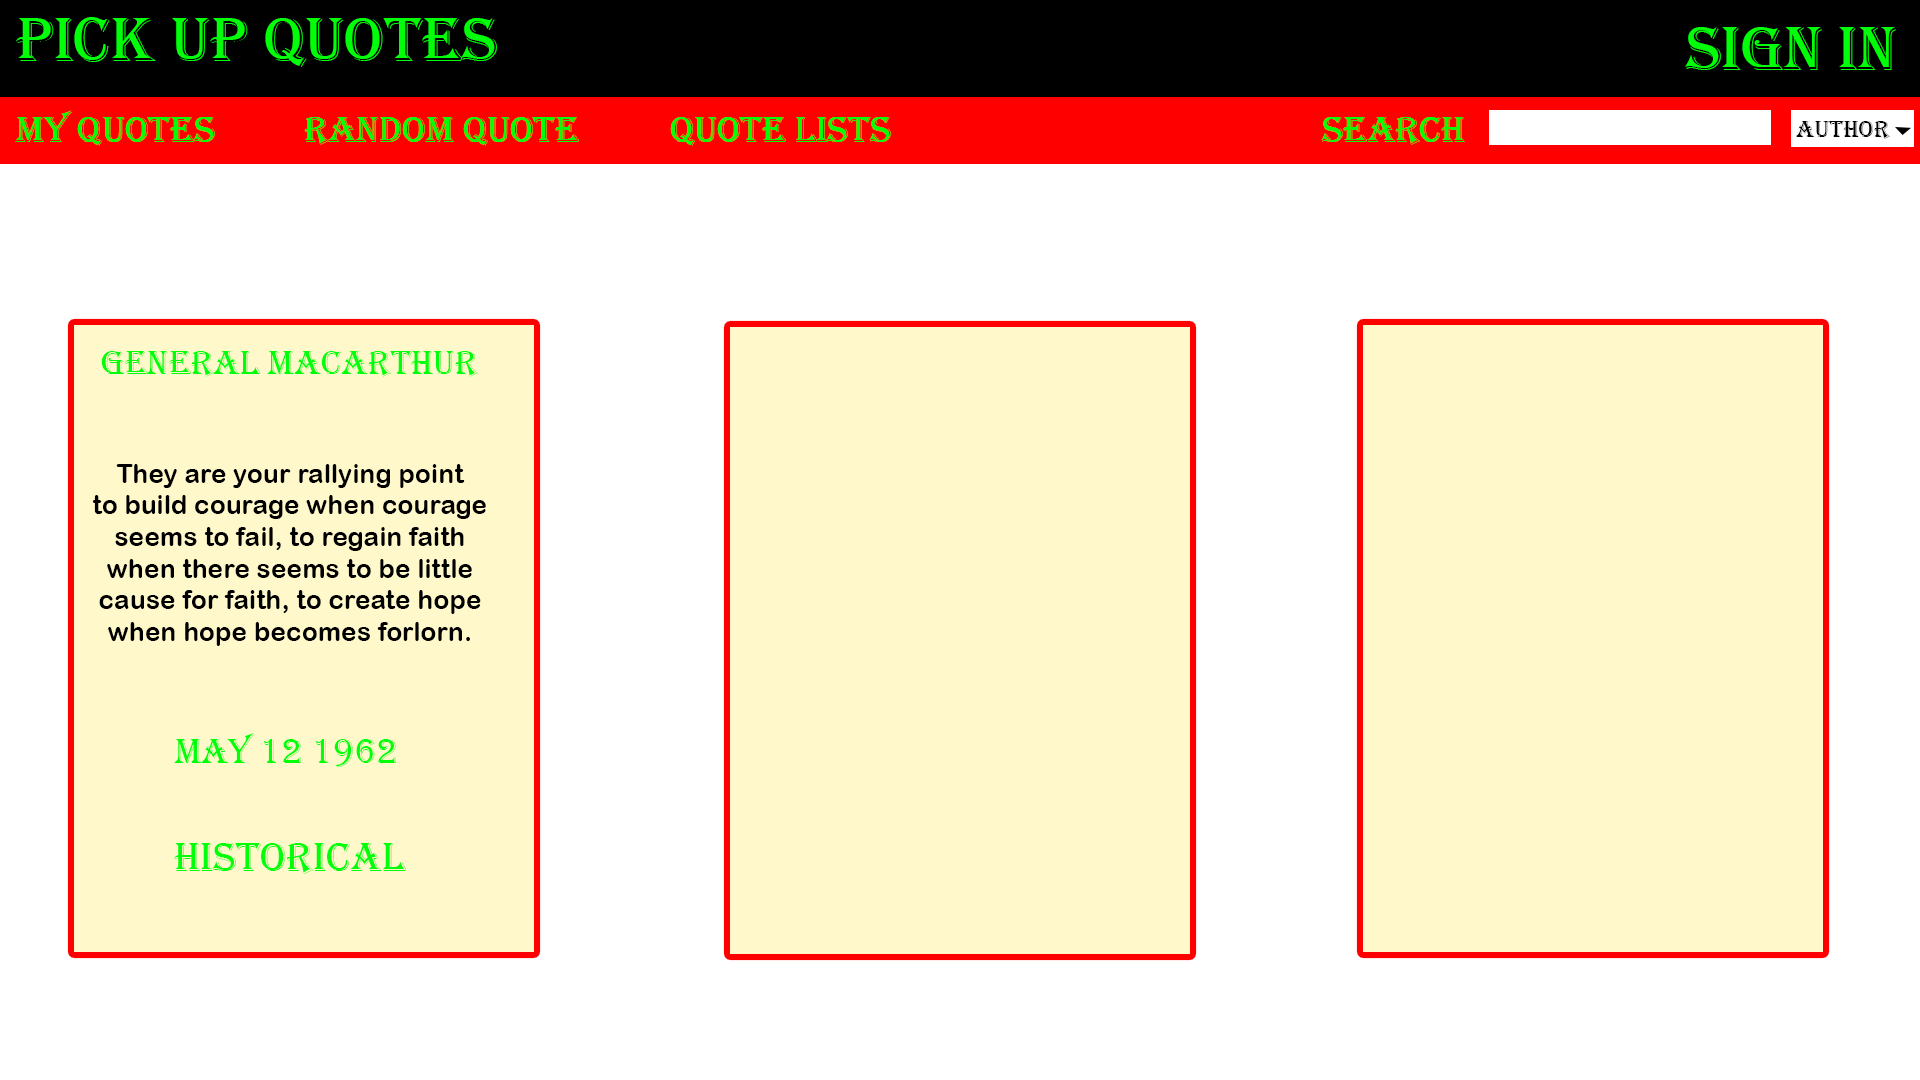 PICK UP QUOTES
SIGN IN
MY QUOTES RANDOM QUOTE QUOTE LISTS SEARCH AUTHOR
GENERAL MACARTHUR
They are your rallying point
to build courage when courage
seems to fail, to regain faith
when there seems to be little
cause for faith, to create hope
when hope becomes forlorn.
MAY 12 1962
HISTORICAL